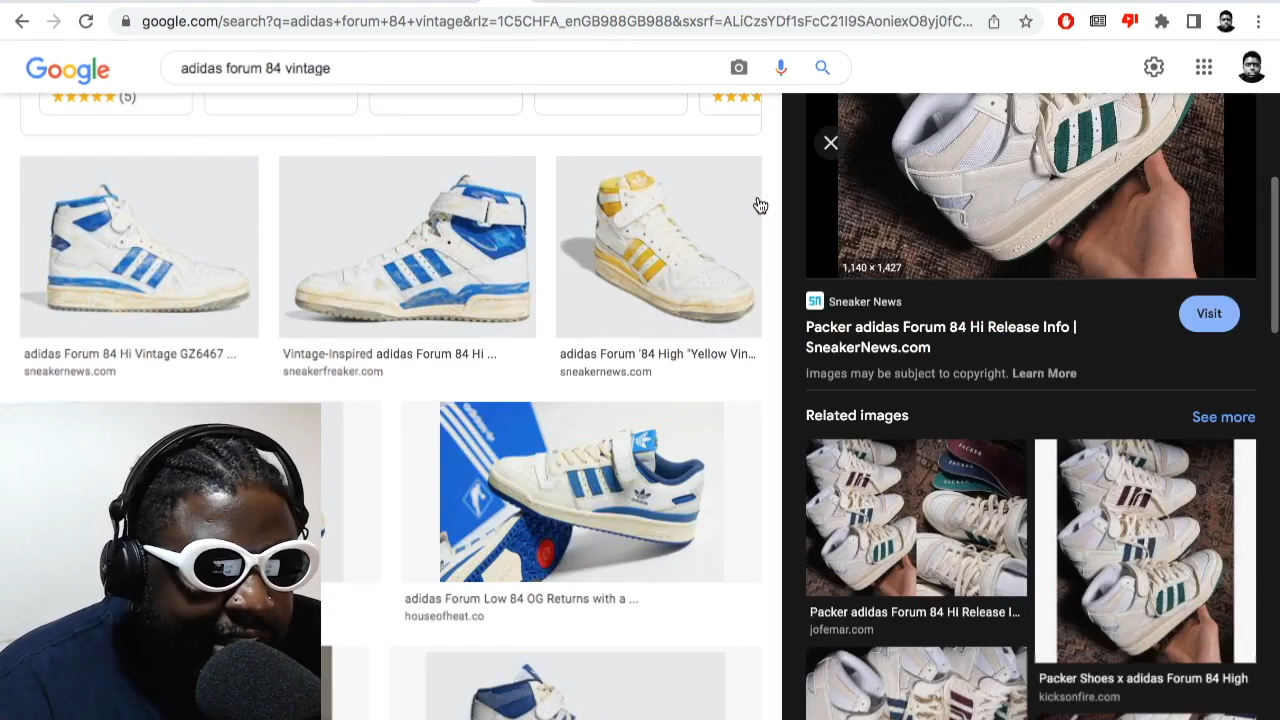 google.com/search?q=adidas+forum+84+vintage&rlz=1C5CHFA_enGB988GB988&sxsrf=ALiCzsYDf1sFcC21I9SAoniexO8yj0fC...
Google
adidas forum 84 vintage
(5)
adidas Forum 84 Hi Vintage GZ6467 ...
sneakernews.com
Vintage-Inspired adidas Forum 84 Hi ...
sneakerfreaker.com
adidas Forum '84 High "Yellow Vin...
sneakernews.com
adidas
adidas Forum Low 84 OG Returns with a ...
houseofheat.co
1,140 × 1,427
SN
Sneaker News
Visit
Packer adidas Forum 84 Hi Release Info |
SneakerNews.com
Images may be subject to copyright. Learn More
Related images
See more
PACKER
PACKER
Packer adidas Forum 84 Hi Release I...
jofemar.com
Packer Shoes x adidas Forum 84 High
kicksonfire.com